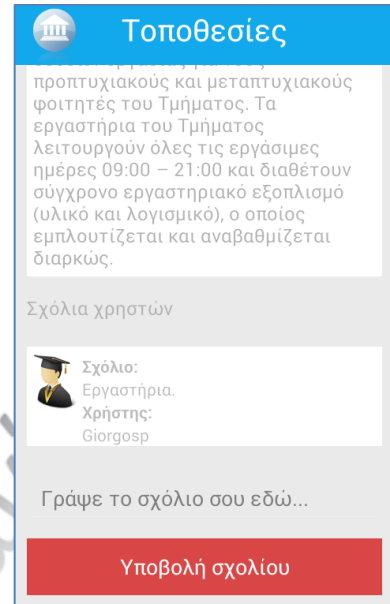 Τοποθεσίες
προπτυχιακούς και μεταπτυχιακούς
φοιτητές του Τμήματος. Τα
εργαστήρια του Τμήματος
λειτουργούν όλες τις εργάσιμες
ημέρες 09:00 – 21:00 και διαθέτουν
σύγχρονο εργαστηριακό εξοπλισμό
(υλικό και λογισμικό), ο οποίος
εμπλουτίζεται και αναβαθμίζεται
διαρκώς.
Σχόλια χρηστών
Σχόλιο:
Εργαστήρια.
Χρήστης:
Giorgosp
Γράψε το σχόλιο σου εδώ...
Υποβολή σχολίου